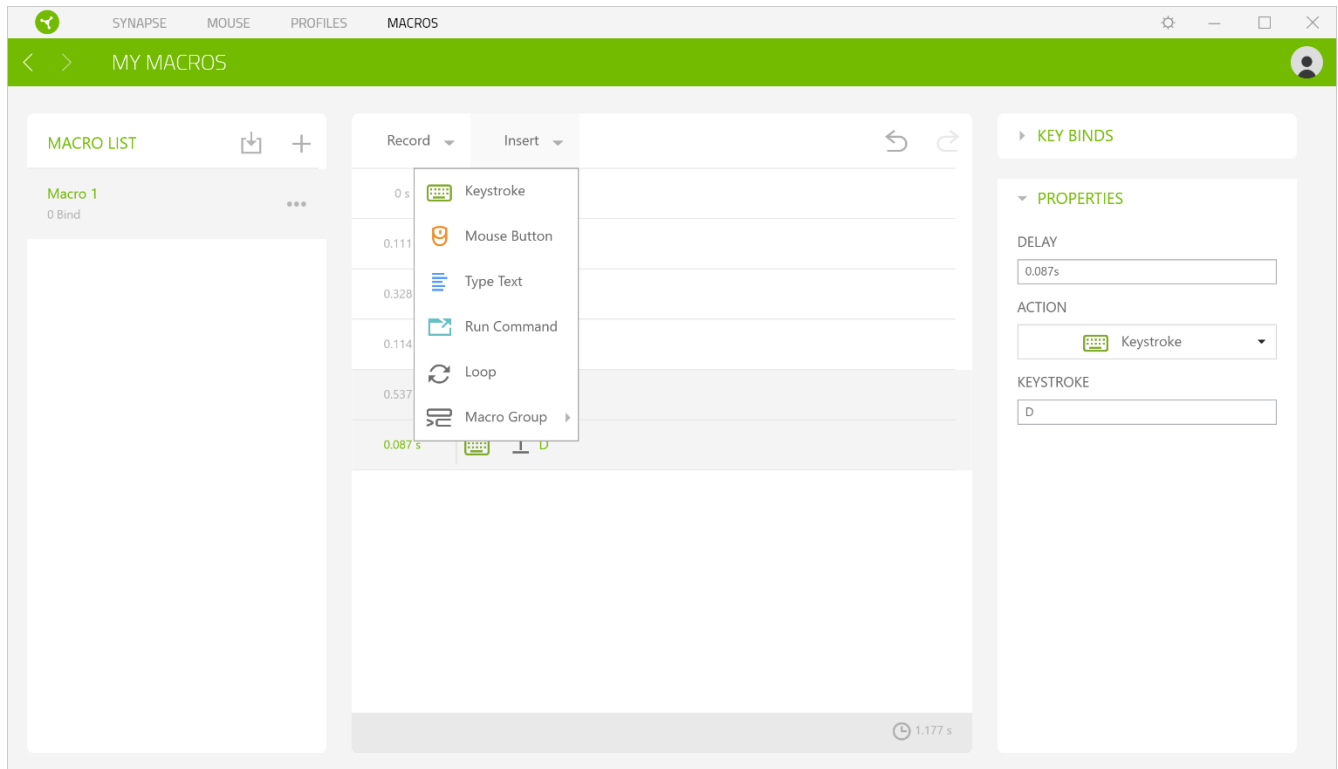 SYNAPSE MOUSE PROFILES MACROS
MY MACROS
MACRO LIST
Macro 1
0 Bind
Record Insert
0 s
0.111
0.328
0.114
0.537
0.087 s D
Keystroke
Mouse Button
Type Text
Run Command
Loop
Macro Group
1.177 s
KEY BINDS
PROPERTIES
DELAY
0.087s
ACTION
Keystroke
KEYSTROKE
D